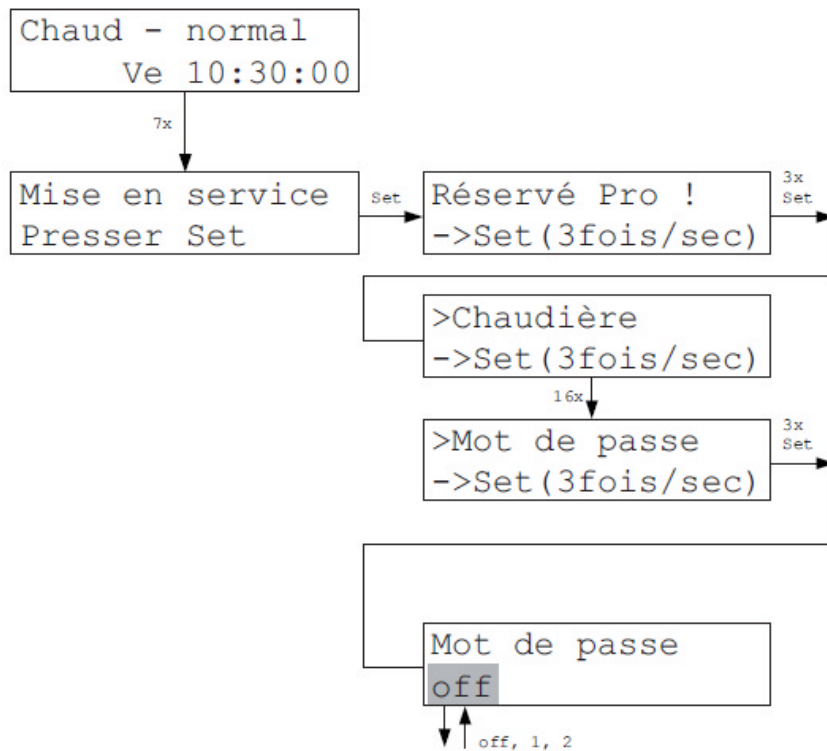 Chaud - normal
Ve 10:30:00
7x
Mise en service
Presser Set
Set
Réservé Pro !
->Set(3fois/sec)
3x
Set
>Chaudière
->Set(3fois/sec)
16x
>Mot de passe
->Set(3fois/sec)
3x
Set
Mot de passe
off
off, 1, 2